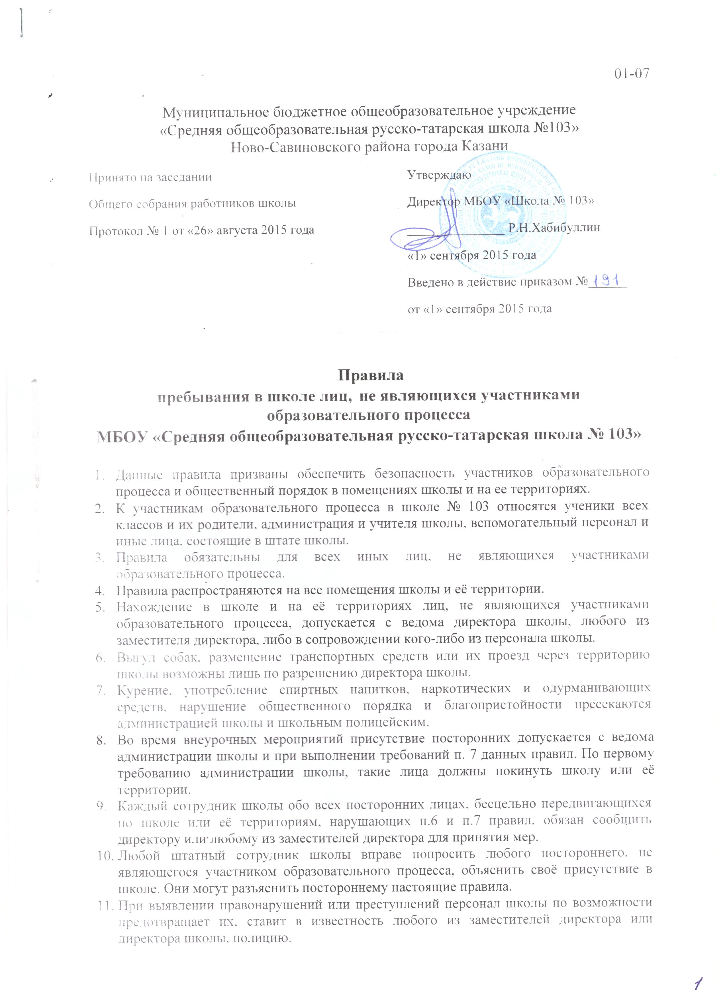 01-07
Муниципальное бюджетное общеобразовательное учреждение
«Средняя общеобразовательная русско-татарская школа №103»
Ново-Савиновского района города Казани
Принято на заседании
Общего собрания работников школы
Протокол № 1 от «26» августа 2015 года
Утверждаю
Директор МБОУ «Школа № 103»
Р.Н.Хабибуллин
«1» сентября 2015 года
Введено в действие приказом № 191
от «1» сентября 2015 года
Правила
пребывания в школе лиц, не являющихся участниками
образовательного процесса
МБОУ «Средняя общеобразовательная русско-татарская школа № 103»
1. Данные правила призваны обеспечить безопасность участников образовательного
процесса и общественный порядок в помещениях школы и на ее территориях.
2. К участникам образовательного процесса в школе № 103 относятся ученики всех
классов и их родители, администрация и учителя школы, вспомогательный персонал и
иные лица, состоящие в штате школы.
3. Правила обязательны для всех иных лиц, не являющихся участниками
образовательного процесса.
4. Правила распространяются на все помещения школы и её территории.
5. Нахождение в школе и на её территориях лиц, не являющихся участниками
образовательного процесса, допускается с ведома директора школы, любого из
заместителя директора, либо в сопровождении кого-либо из персонала школы.
6. Выгул собак, размещение транспортных средств или их проезд через территорию
школы возможны лишь по разрешению директора школы.
7. Курение, употребление спиртных напитков, наркотических и одурманивающих
средств, нарушение общественного порядка и благопристойности пресекаются
администрацией школы и школьным полицейским.
8. Во время внеурочных мероприятий присутствие посторонних допускается с ведома
администрации школы и при выполнении требований п. 7 данных правил. По первому
требованию администрации школы, такие лица должны покинуть школу или её
территории.
9. Каждый сотрудник школы обо всех посторонних лицах, бесцельно передвигающихся
по школе или её территориям, нарушающих п.6 и п.7 правил, обязан сообщить
директору или любому из заместителей директора для принятия мер.
10. Любой штатный сотрудник школы вправе попросить любого постороннего, не
являющегося участником образовательного процесса, объяснить своё присутствие в
школе. Они могут разъяснить постороннему настоящие правила.
11. При выявлении правонарушений или преступлений персонал школы по возможности
предотвращает их, ставит в известность любого из заместителей директора или
директора школы, полицию.
1